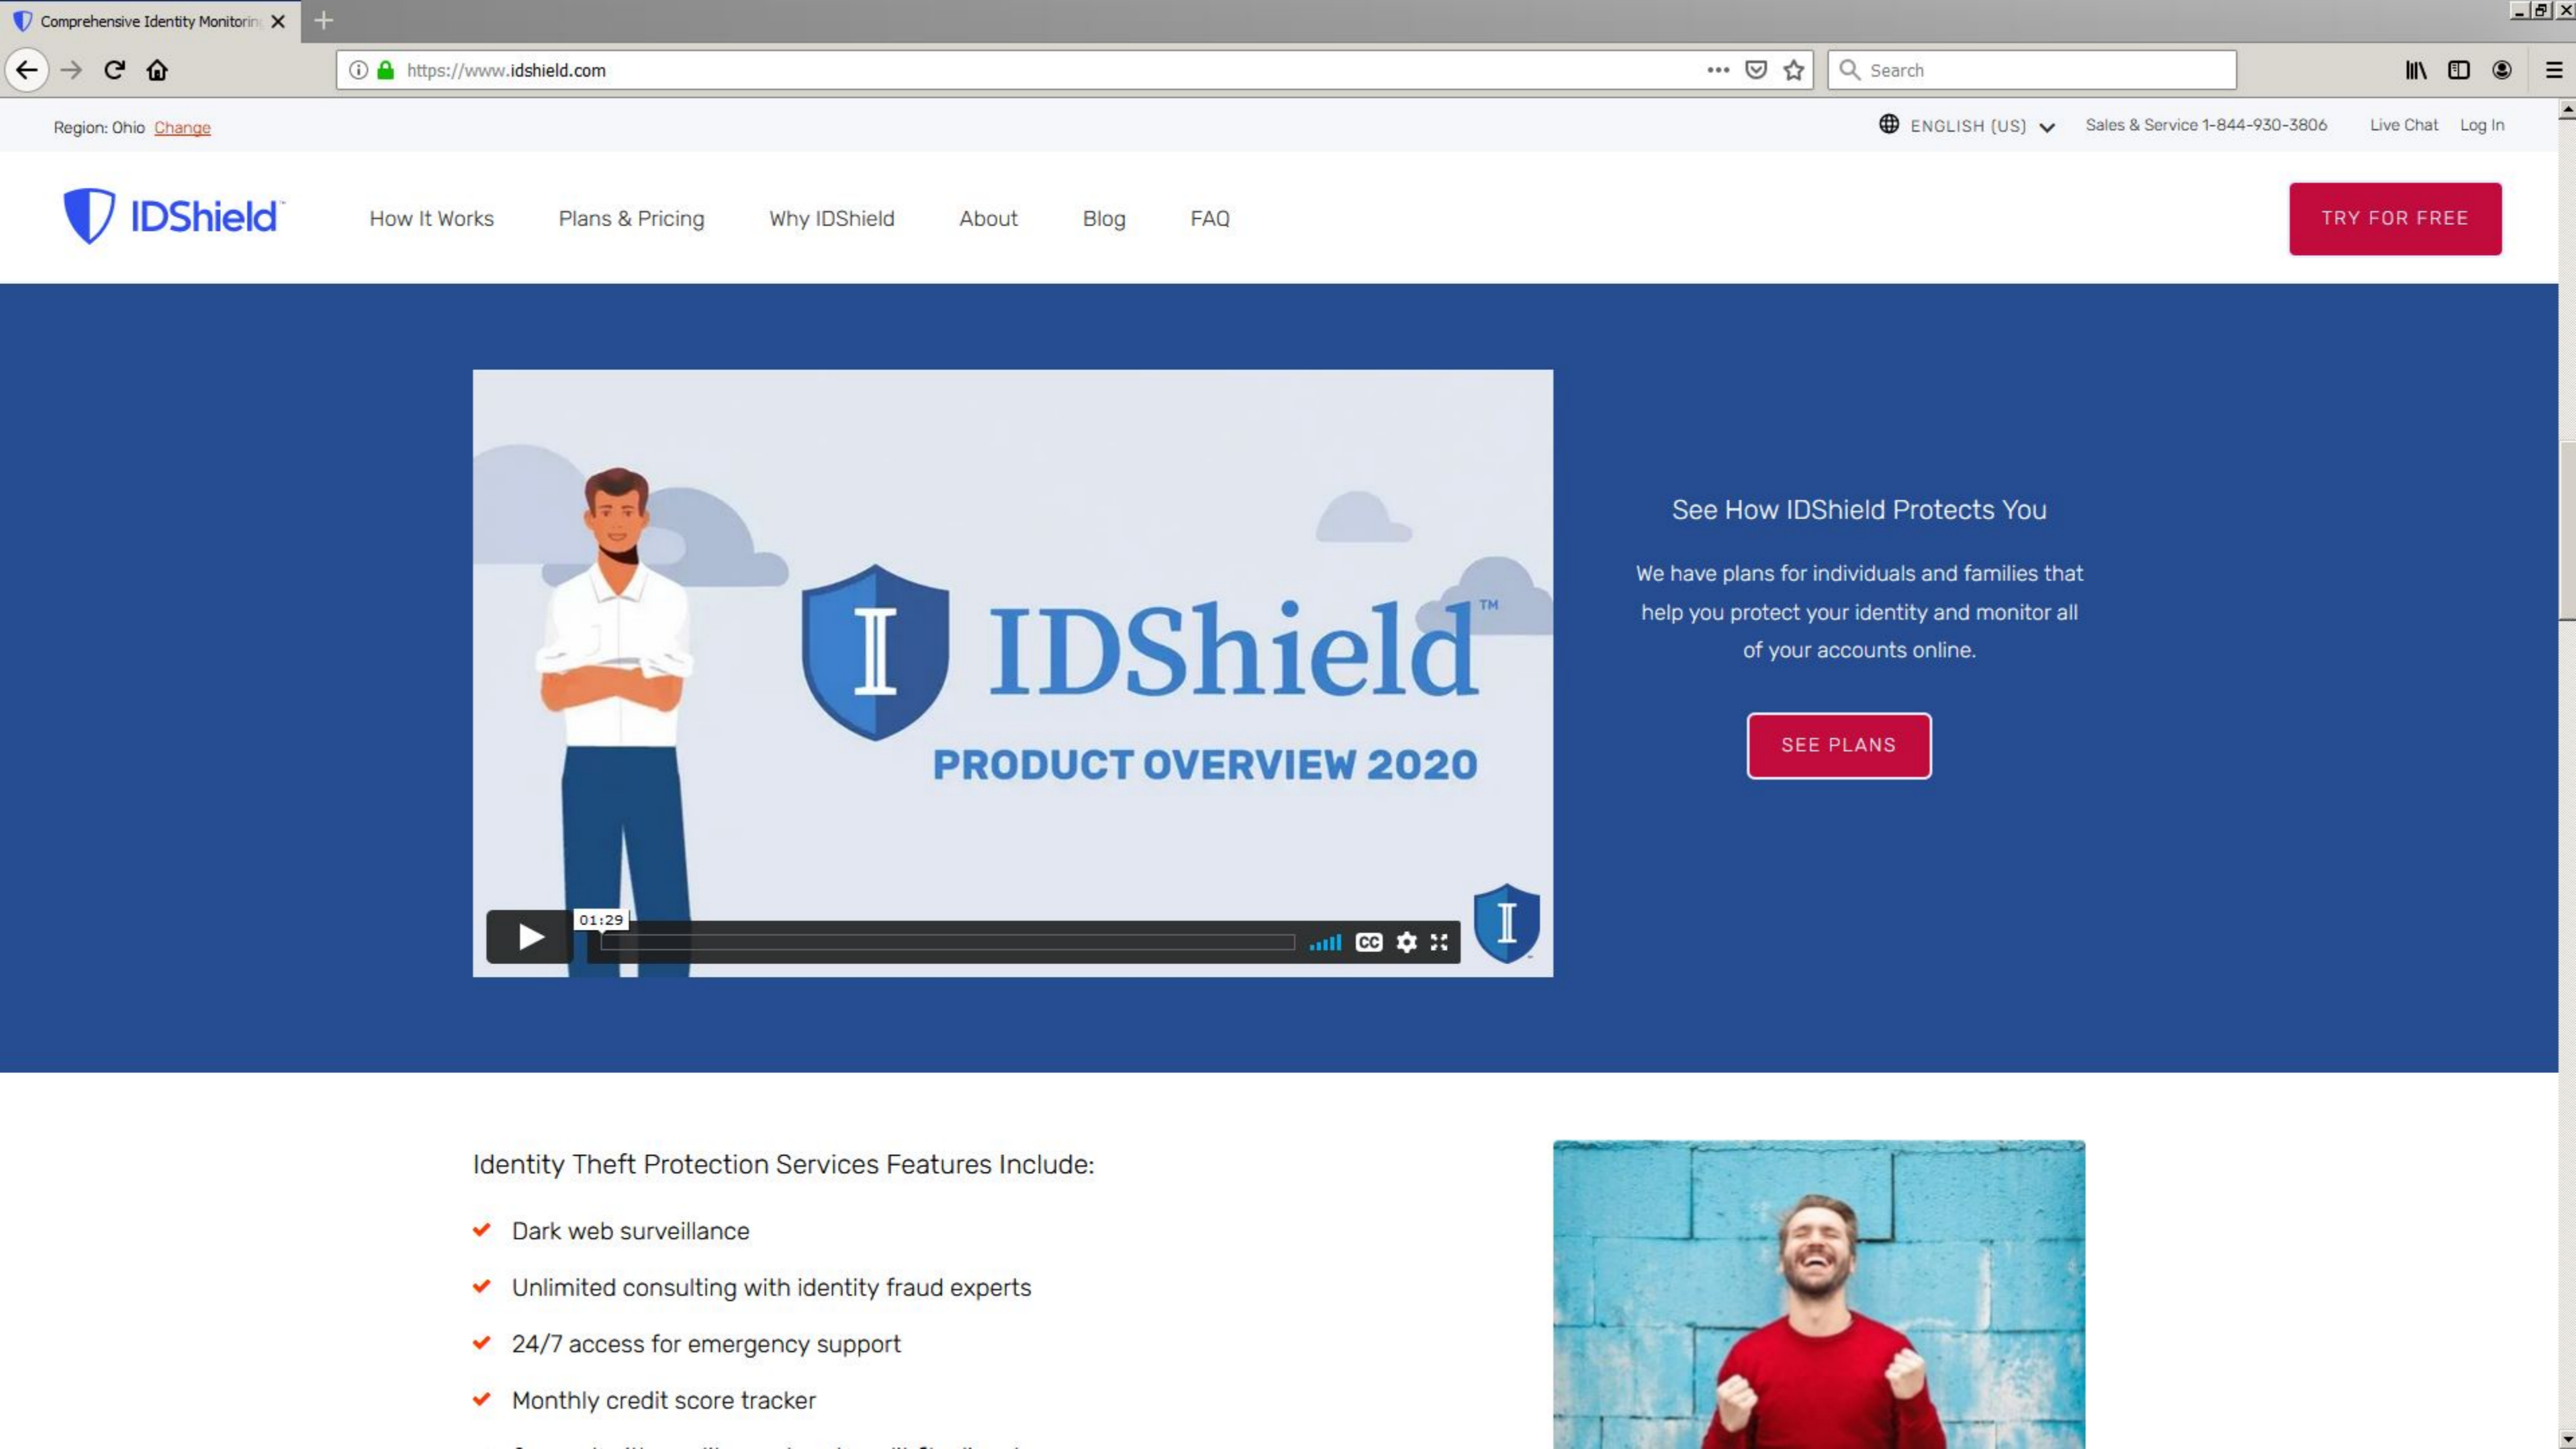 Comprehensive Identity Monitorin
https://www.idshield.com
Search
Region: Ohio Change
ENGLISH (US)
Sales & Service 1-844-930-3806
Live Chat
Log In
IDShield
How It Works
Plans & Pricing
Why IDShield
About
Blog
FAQ
TRY FOR FREE
I IDShield™
PRODUCT OVERVIEW 2020
01:29
CC
I
See How IDShield Protects You
We have plans for individuals and families that
help you protect your identity and monitor all
of your accounts online.
SEE PLANS
Identity Theft Protection Services Features Include:
Dark web surveillance
Unlimited consulting with identity fraud experts
24/7 access for emergency support
Monthly credit score tracker